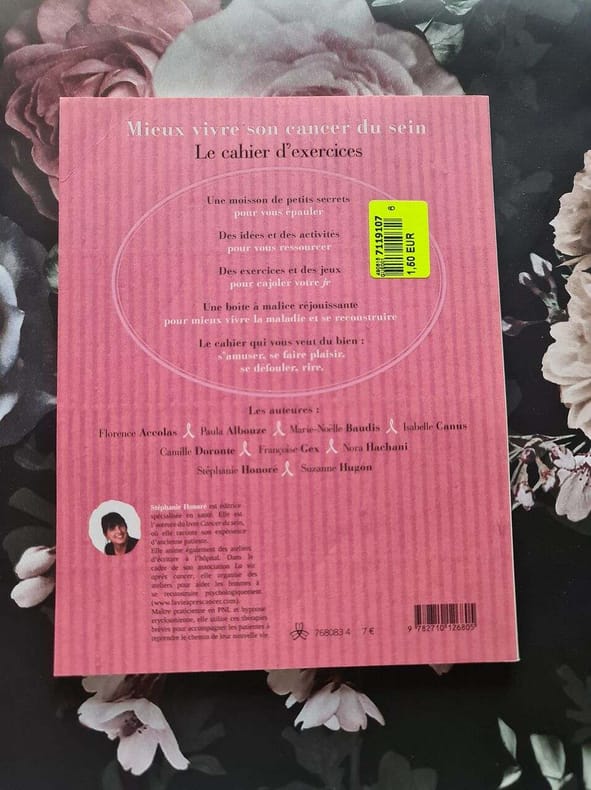 Mieux vivre son cancer du sein
Le cahier d'exercices
Une moisson de petits secrets
pour vous épauler
Des idées et des activités
pour vous ressourcer
Des exercices et des jeux
pour cajoler votre je
Une boîte à malice réjouissante
pour mieux vivre la maladie et se reconstruire
Le cahier qui vous veut du bien :
s'amuser, se faire plaisir,
se défouler, rire.
6
7119107
1,60 EUR
Les auteures :
Florence Accolas Paula Albouze Marie-Noëlle Baudis Isabelle Canus
Camille Doronte Françoise Gex Nora Hachani
Stéphanie Honoré Suzanne Hugon
Stéphanie Honoré est éditrice
spécialisée en santé. Elle est
l'auteure du livre Cancer du sein,
où elle raconte son expérience
d'ancienne patiente.
Elle anime également des ateliers
d'écriture à l'hôpital. Dans le
cadre de son association La vie
après cancer, elle organise des
ateliers pour aider les femmes à
se reconstruire psychologiquement
(www.lavieaprescancer.com).
Maître praticienne en PNL et hypnose
erycksonienne, elle utilise ces thérapies
brèves pour accompagner les patientes à
reprendre le chemin de leur nouvelle vie.
768083 4 7 €
9 782710 126805